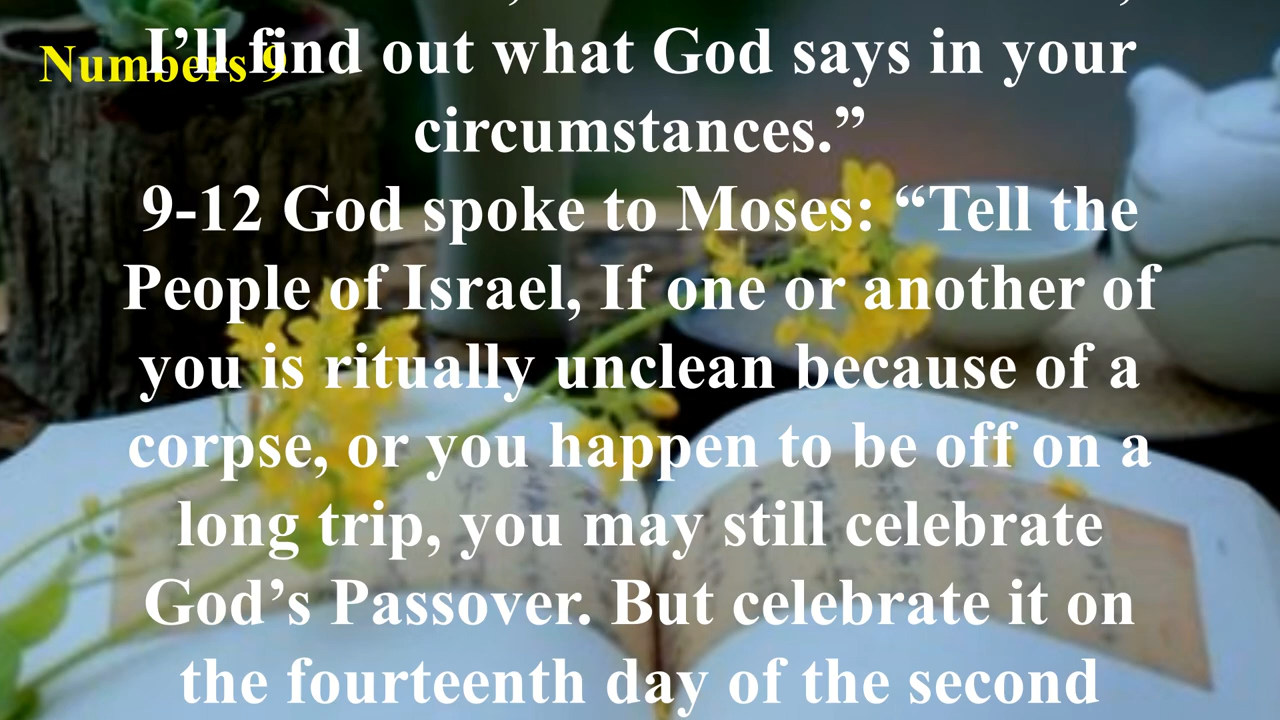 Numbers 9
I’ll find out what God says in your
circumstances.”
9-12 God spoke to Moses: “Tell the
People of Israel, If one or another of
you is ritually unclean because of a
corpse, or you happen to be off on a
long trip, you may still celebrate
God’s Passover. But celebrate it on
the fourteenth day of the second